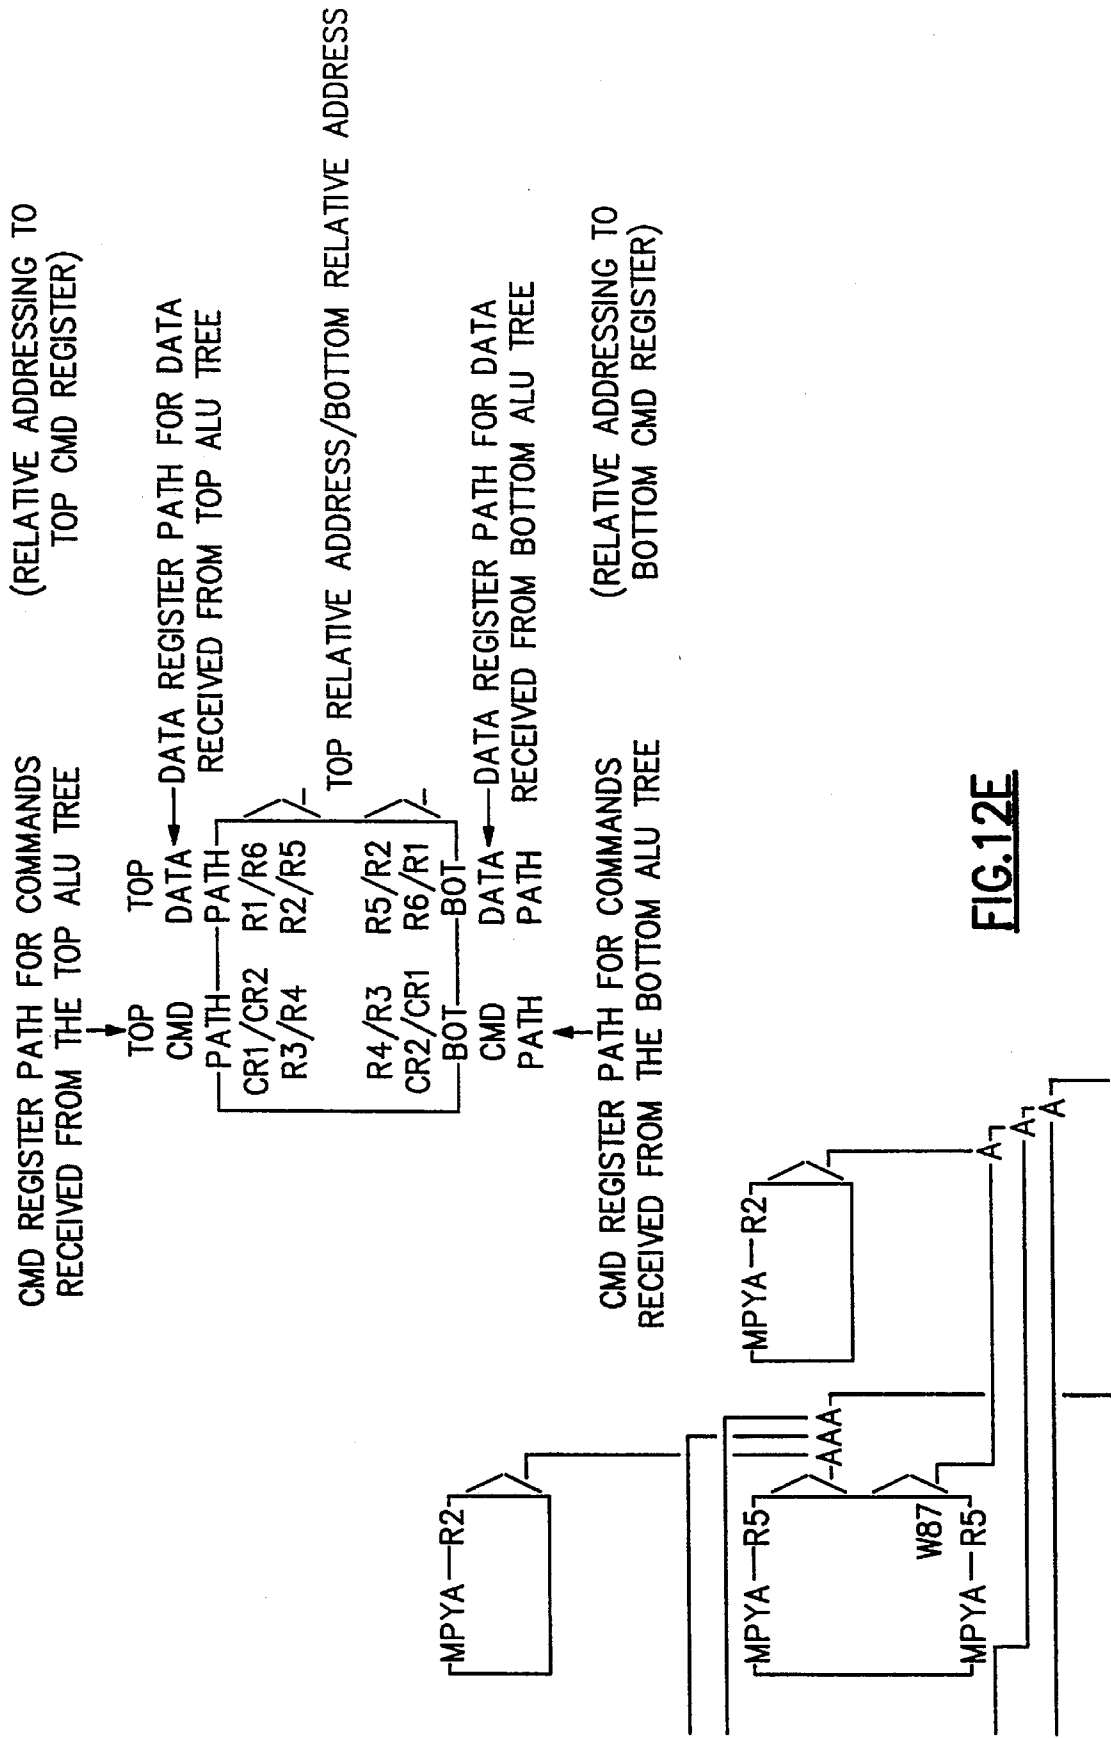 CMD REGISTER PATH FOR COMMANDS
RECEIVED FROM THE TOP ALU TREE
(RELATIVE ADDRESSING TO
TOP CMD REGISTER)
TOP TOP
CMD DATA DATA REGISTER PATH FOR DATA
PATH PATH RECEIVED FROM TOP ALU TREE
CR1/CR2 R1/R6
R3/R4 R2/R5
TOP RELATIVE ADDRESS/BOTTOM RELATIVE ADDRESS
R4/R3 R5/R2
CR2/CR1 R6/R1
BOT BOT
CMD DATA DATA REGISTER PATH FOR DATA
PATH PATH RECEIVED FROM BOTTOM ALU TREE
CMD REGISTER PATH FOR COMMANDS
RECEIVED FROM THE BOTTOM ALU TREE
(RELATIVE ADDRESSING TO
BOTTOM CMD REGISTER)
MPYA R2
MPYA R5
AAA
MPYA R2
W87
MPYA R5
A
A
A
FIG.12E